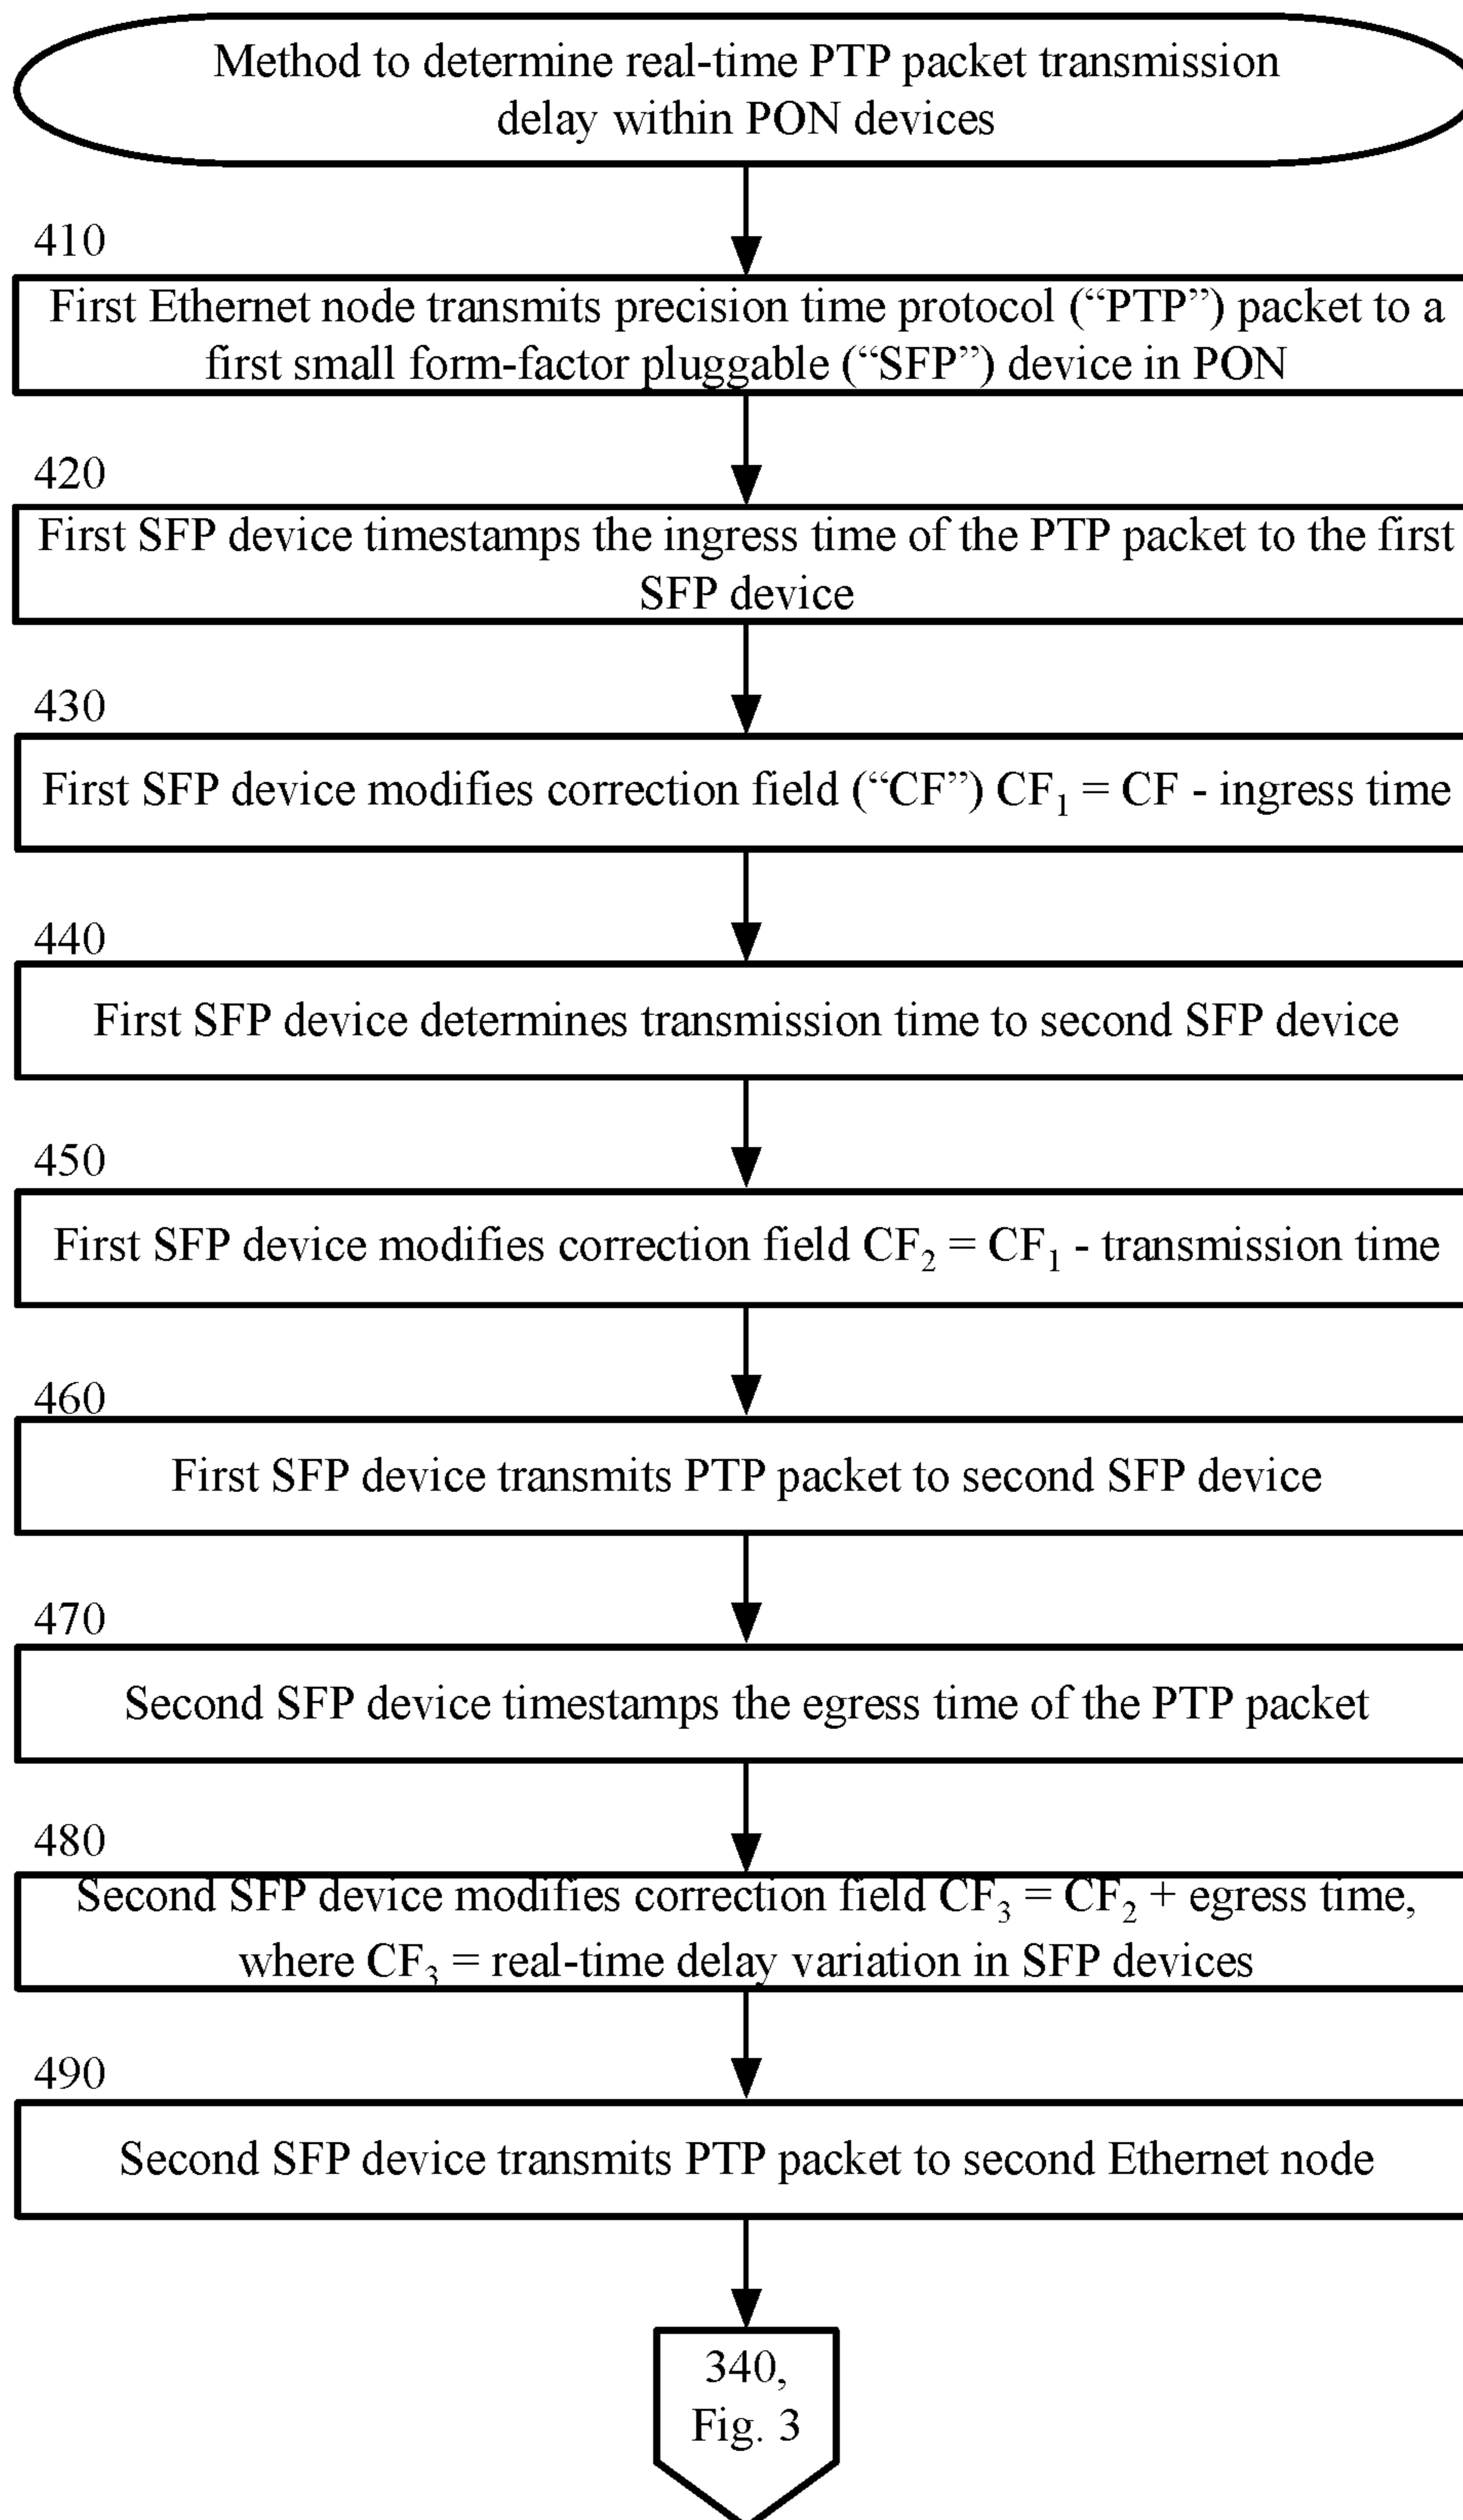 Method to determine real-time PTP packet transmission
delay within PON devices
410
First Ethernet node transmits precision time protocol (“PTP”) packet to a
first small form-factor pluggable (“SFP”) device in PON
420
First SFP device timestamps the ingress time of the PTP packet to the first
SFP device
430
First SFP device modifies correction field (“CF”) CF₁ = CF - ingress time
440
First SFP device determines transmission time to second SFP device
450
First SFP device modifies correction field CF₂ = CF₁ - transmission time
460
First SFP device transmits PTP packet to second SFP device
470
Second SFP device timestamps the egress time of the PTP packet
480
Second SFP device modifies correction field CF₃ = CF₂ + egress time,
where CF₃ = real-time delay variation in SFP devices
490
Second SFP device transmits PTP packet to second Ethernet node
340,
Fig. 3